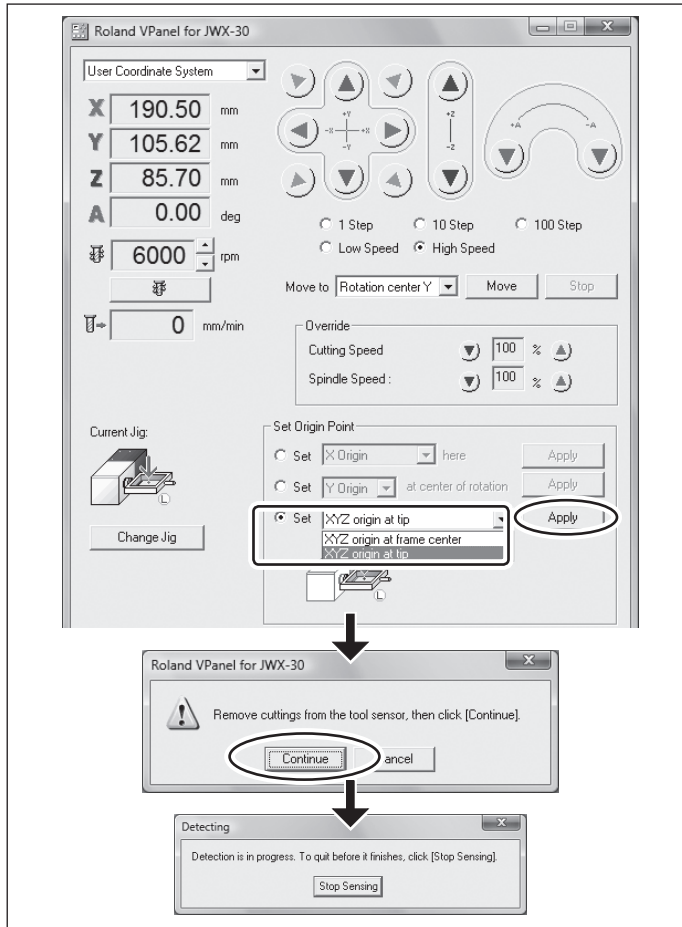 Roland VPanel for JWX-30
User Coordinate System
X 190.50 mm
Y 105.62 mm
Z 85.70 mm
A 0.00 deg
6000 rpm
0 mm/min
+Y
-X +X
-Y
+Z
-Z
+A -A
1 Step 10 Step 100 Step
Low Speed High Speed
Move to Rotation center Y Move Stop
Override
Cutting Speed 100 %
Spindle Speed : 100 %
Current Jig:
L
Change Jig
Set Origin Point
Set X Origin here Apply
Set Y Origin at center of rotation Apply
Set XYZ origin at tip Apply
XYZ origin at frame center
XYZ origin at tip
L
Roland VPanel for JWX-30
Remove cuttings from the tool sensor, then click [Continue].
Continue ancel
Detecting
Detection is in progress. To quit before it finishes, click [Stop Sensing].
Stop Sensing